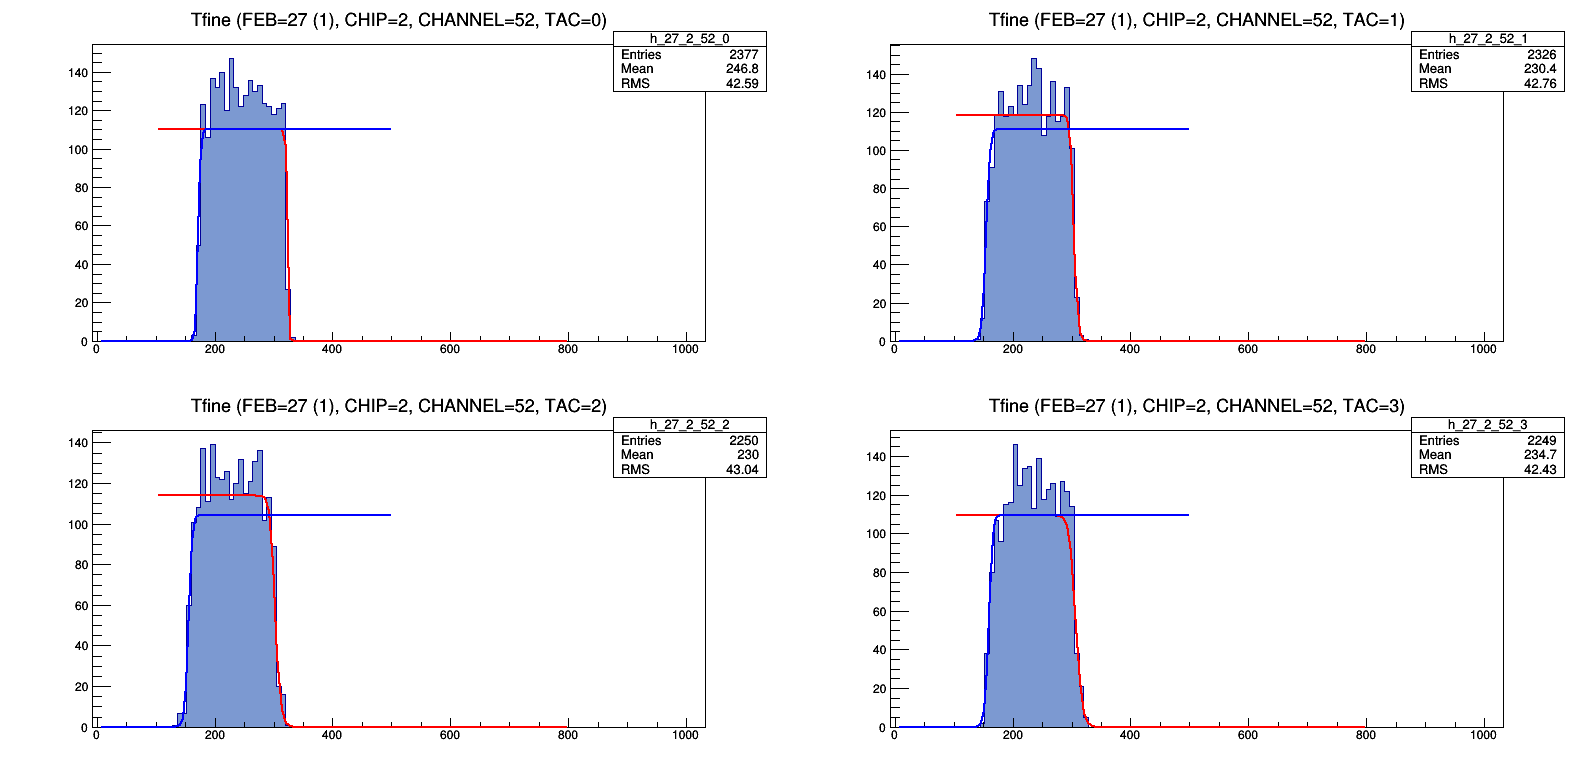 Tfine (FEB=27 (1), CHIP=2, CHANNEL=52, TAC=0)
h_27_2_52_0
Entries 2377
Mean 246.8
RMS 42.59
140
120
100
80
60
40
20
0
0 200 400 600 800 1000
Tfine (FEB=27 (1), CHIP=2, CHANNEL=52, TAC=1)
h_27_2_52_1
Entries 2326
Mean 230.4
RMS 42.76
140
120
100
80
60
40
20
0
0 200 400 600 800 1000
Tfine (FEB=27 (1), CHIP=2, CHANNEL=52, TAC=2)
h_27_2_52_2
Entries 2250
Mean 230
RMS 43.04
140
120
100
80
60
40
20
0
0 200 400 600 800 1000
Tfine (FEB=27 (1), CHIP=2, CHANNEL=52, TAC=3)
h_27_2_52_3
Entries 2249
Mean 234.7
RMS 42.43
140
120
100
80
60
40
20
0
0 200 400 600 800 1000